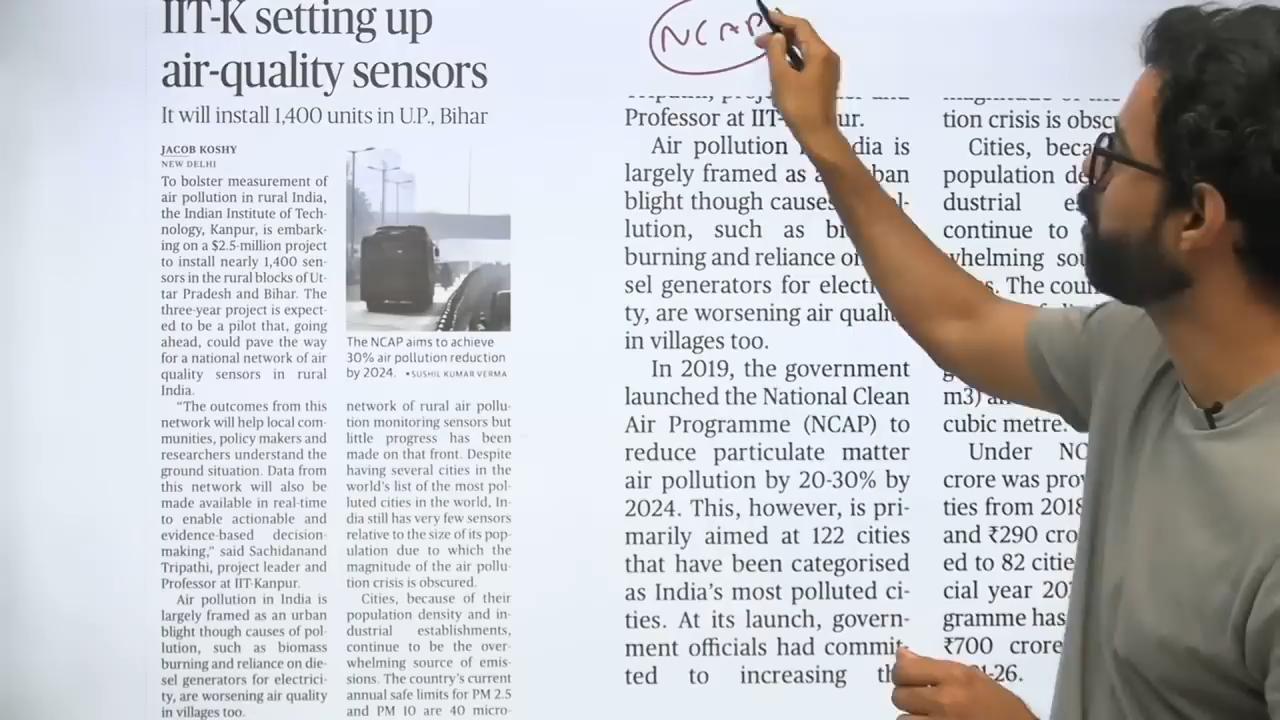 IIT-K setting up
air-quality sensors
It will install 1,400 units in U.P., Bihar
JACOB KOSHY
NEW DELHI
To bolster measurement of
air pollution in rural India,
the Indian Institute of Tech-
nology, Kanpur, is embark-
ing on a $2.5-million project
to install nearly 1,400 sen-
sors in the rural blocks of Ut-
tar Pradesh and Bihar. The
three-year project is expect-
ed to be a pilot that, going
ahead, could pave the way
for a national network of air
quality sensors in rural
India.
“The outcomes from this
network will help local com-
munities, policy makers and
researchers understand the
ground situation. Data from
this network will also be
made available in real-time
to enable actionable and
evidence-based decision-
making,” said Sachidanand
Tripathi, project leader and
Professor at IIT-Kanpur.
Air pollution in India is
largely framed as an urban
blight though causes of pol-
lution, such as biomass
burning and reliance on die-
sel generators for electrici-
ty, are worsening air quality
in villages too.
The NCAP aims to achieve
30% air pollution reduction
by 2024. • SUSHIL KUMAR VERMA
network of rural air pollu-
tion monitoring sensors but
little progress has been
made on that front. Despite
having several cities in the
world's list of the most pol-
luted cities in the world, In-
dia still has very few sensors
relative to the size of its pop-
ulation due to which the
magnitude of the air pollu-
tion crisis is obscured.
Cities, because of their
population density and in-
dustrial establishments,
continue to be the over-
whelming source of emis-
sions. The country's current
annual safe limits for PM 2.5
and PM 10 are 40 micro-
NCAP
Professor at IIT- ur.
Air pollution dia is
largely framed as a ban
blight though causes l-
lution, such as
burning and reliance
sel generators for
ty, are worsening air
in villages too.
In 2019, the government
launched the National Clean
Air Programme (NCAP) to
reduce particulate matter
air pollution by 20-30% by
2024. This, however, is pri-
marily aimed at 122 cities
that have been categorised
as India's most polluted ci-
ties. At its launch, govern-
ment officials had commit-
ted to increasing
tion crisis is
Cities,
population
dustrial
continue to
whelming
The
m3)
cubic metre.
Under
crore was
ties from 2018
and ₹290
ed to 82
cial year
gramme has
₹700 crore
-26.